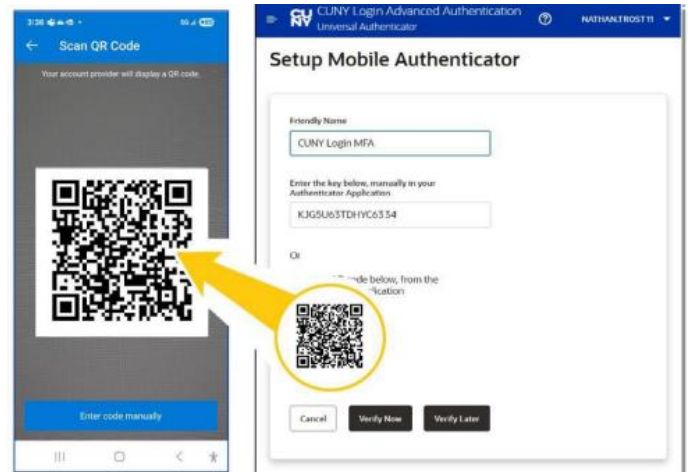 3:36
Scan QR Code
Your account provider will display a QR code.
Enter code manually
CUNY Login Advanced Authentication
Universal Authenticator
NATHAN.TROST11
Setup Mobile Authenticator
Friendly Name
CUNY Login MFA
Enter the key below, manually in your
Authenticator Application
KJG5U63TDHYC6334
Or
code below, from the
Cancel
Verify Now
Verify Later